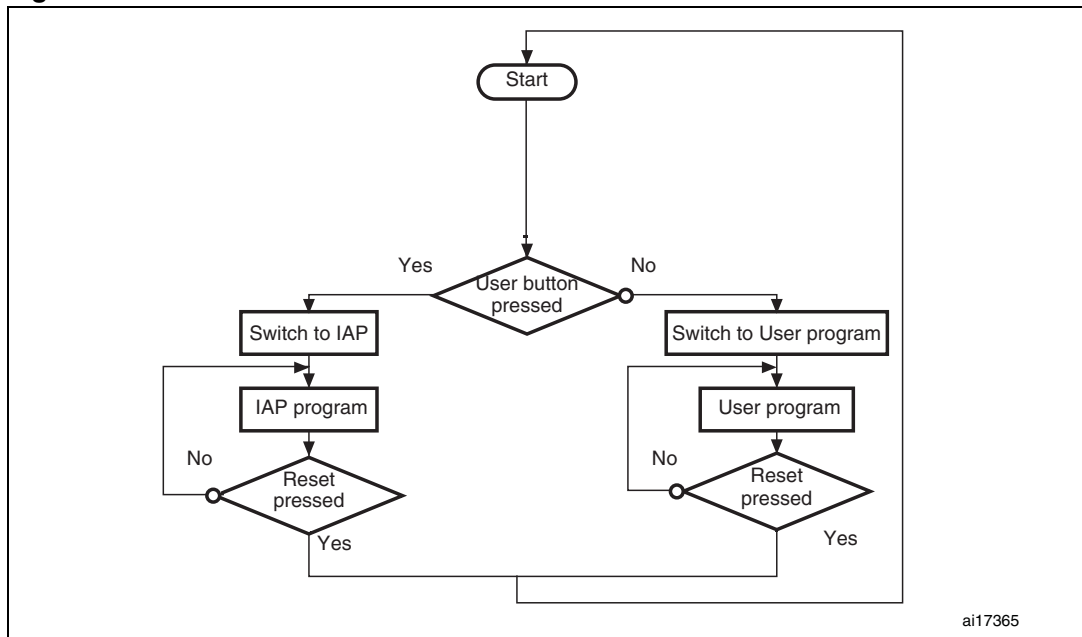 Start
Yes
User button
pressed
No
Switch to IAP
Switch to User program
IAP program
User program
No
Reset
pressed
Yes
No
Reset
pressed
Yes
ai17365